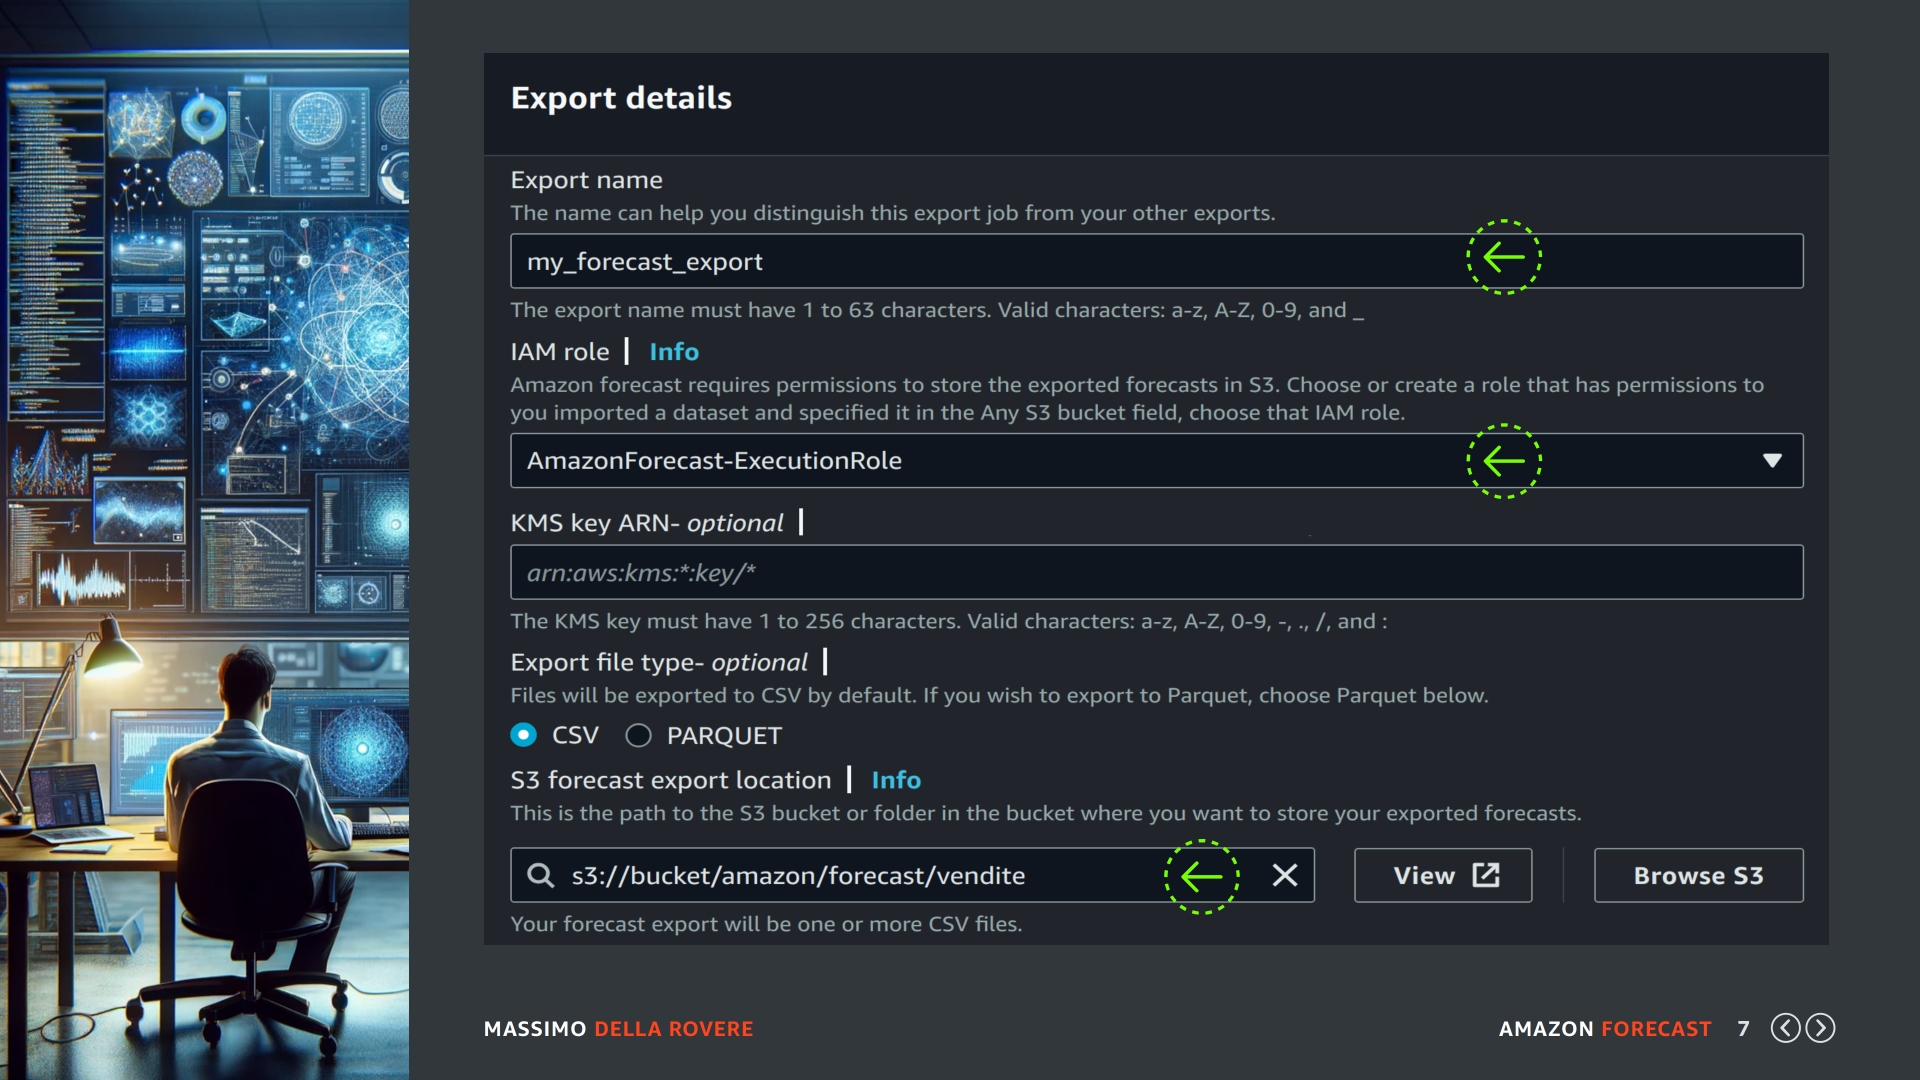 Export details
Export name
The name can help you distinguish this export job from your other exports.
my_forecast_export
The export name must have 1 to 63 characters. Valid characters: a-z, A-Z, 0-9, and _
IAM role | Info
Amazon forecast requires permissions to store the exported forecasts in S3. Choose or create a role that has permissions to
you imported a dataset and specified it in the Any S3 bucket field, choose that IAM role.
AmazonForecast-ExecutionRole
KMS key ARN- optional |
arn:aws:kms:*:key/*
The KMS key must have 1 to 256 characters. Valid characters: a-z, A-Z, 0-9, -, ., /, and :
Export file type- optional |
Files will be exported to CSV by default. If you wish to export to Parquet, choose Parquet below.
CSV PARQUET
S3 forecast export location | Info
This is the path to the S3 bucket or folder in the bucket where you want to store your exported forecasts.
s3://bucket/amazon/forecast/vendite View Browse S3
Your forecast export will be one or more CSV files.
MASSIMO DELLA ROVERE AMAZON FORECAST 7